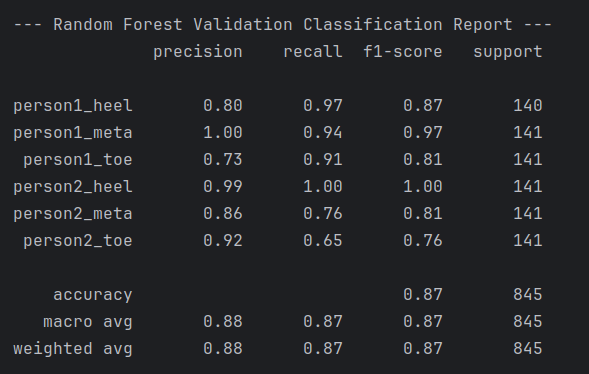 --- Random Forest Validation Classification Report ---
precision recall f1-score support
person1_heel 0.80 0.97 0.87 140
person1_meta 1.00 0.94 0.97 141
person1_toe 0.73 0.91 0.81 141
person2_heel 0.99 1.00 1.00 141
person2_meta 0.86 0.76 0.81 141
person2_toe 0.92 0.65 0.76 141
accuracy 0.87 845
macro avg 0.88 0.87 0.87 845
weighted avg 0.88 0.87 0.87 845